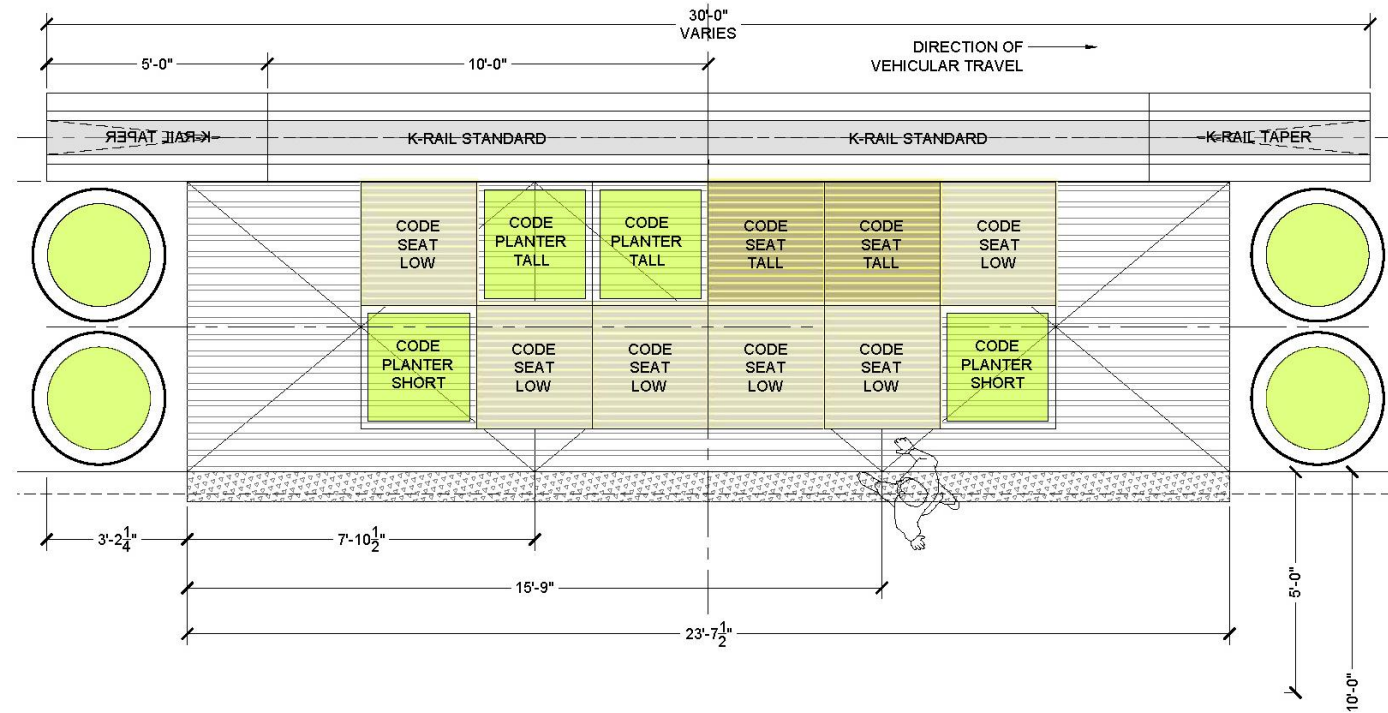 30'-0"
VARIES
DIRECTION OF
VEHICULAR TRAVEL
5'-0"
10'-0"
K-RAIL TAPER
K-RAIL STANDARD
K-RAIL STANDARD
K-RAIL TAPER
CODE
SEAT
LOW
CODE
PLANTER
TALL
CODE
PLANTER
TALL
CODE
SEAT
TALL
CODE
SEAT
TALL
CODE
SEAT
LOW
CODE
PLANTER
SHORT
CODE
SEAT
LOW
CODE
SEAT
LOW
CODE
SEAT
LOW
CODE
SEAT
LOW
CODE
PLANTER
SHORT
3'-2 1/4"
7'-10 1/2"
15'-9"
23'-7 1/2"
5'-0"
10'-0"